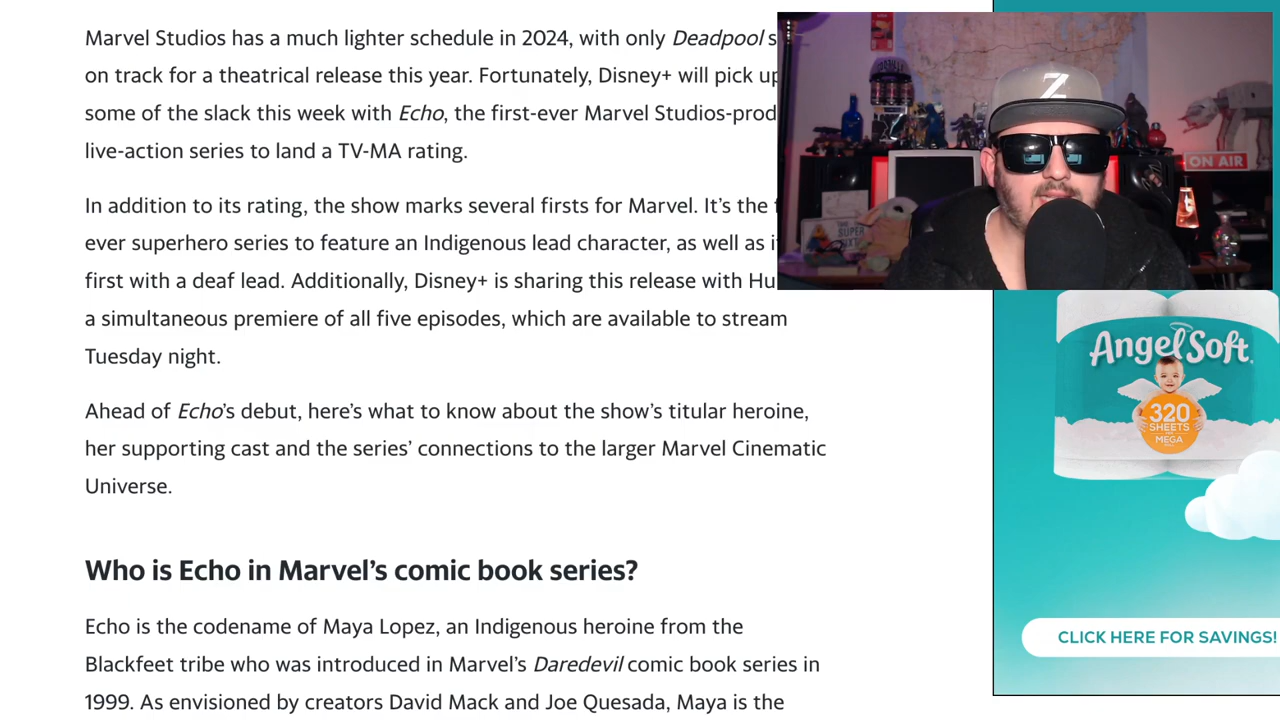 Marvel Studios has a much lighter schedule in 2024, with only Deadpool
on track for a theatrical release this year. Fortunately, Disney+ will pick up
some of the slack this week with Echo, the first-ever Marvel Studios-prod
live-action series to land a TV-MA rating.
In addition to its rating, the show marks several firsts for Marvel. It’s the
ever superhero series to feature an Indigenous lead character, as well as
first with a deaf lead. Additionally, Disney+ is sharing this release with Hu
a simultaneous premiere of all five episodes, which are available to stream
Tuesday night.
Ahead of Echo’s debut, here’s what to know about the show’s titular heroine,
her supporting cast and the series’ connections to the larger Marvel Cinematic
Universe.
Who is Echo in Marvel’s comic book series?
Echo is the codename of Maya Lopez, an Indigenous heroine from the
Blackfeet tribe who was introduced in Marvel’s Daredevil comic book series in
1999. As envisioned by creators David Mack and Joe Quesada, Maya is the
Z
ON AIR
THE SUPER
Angel Soft
320
SHEETS
MEGA
CLICK HERE FOR SAVINGS!